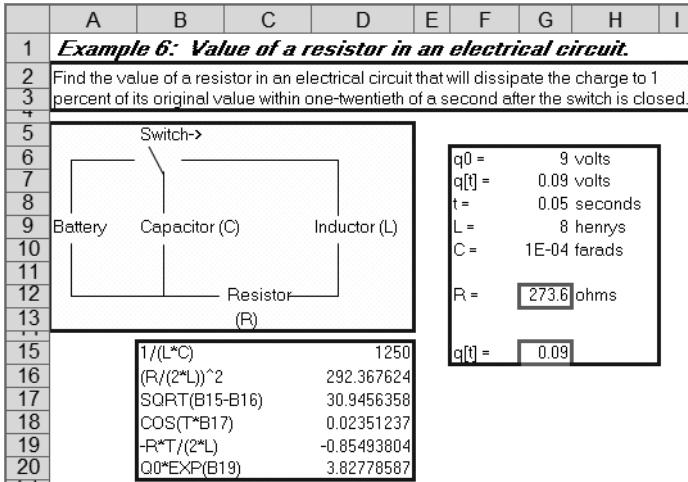 A B C D E F G H I
1 Example 6: Value of a resistor in an electrical circuit.
2 Find the value of a resistor in an electrical circuit that will dissipate the charge to 1
3 percent of its original value within one-twentieth of a second after the switch is closed.
4
5 Switch->
6 q0 = 9 volts
7 q[t] = 0.09 volts
8 t = 0.05 seconds
9 Battery Capacitor (C) Inductor (L) L = 8 henrys
10 C = 1E-04 farads
11
12 Resistor R = 273.6 ohms
13 (R)
15 1/(L*C) 1250 q[t] = 0.09
16 (R/(2*L))^2 292.367624
17 SQRT(B15-B16) 30.9456358
18 COS(T*B17) 0.02351237
19 -R*T/(2*L) -0.85493804
20 Q0*EXP(B19) 3.82778587